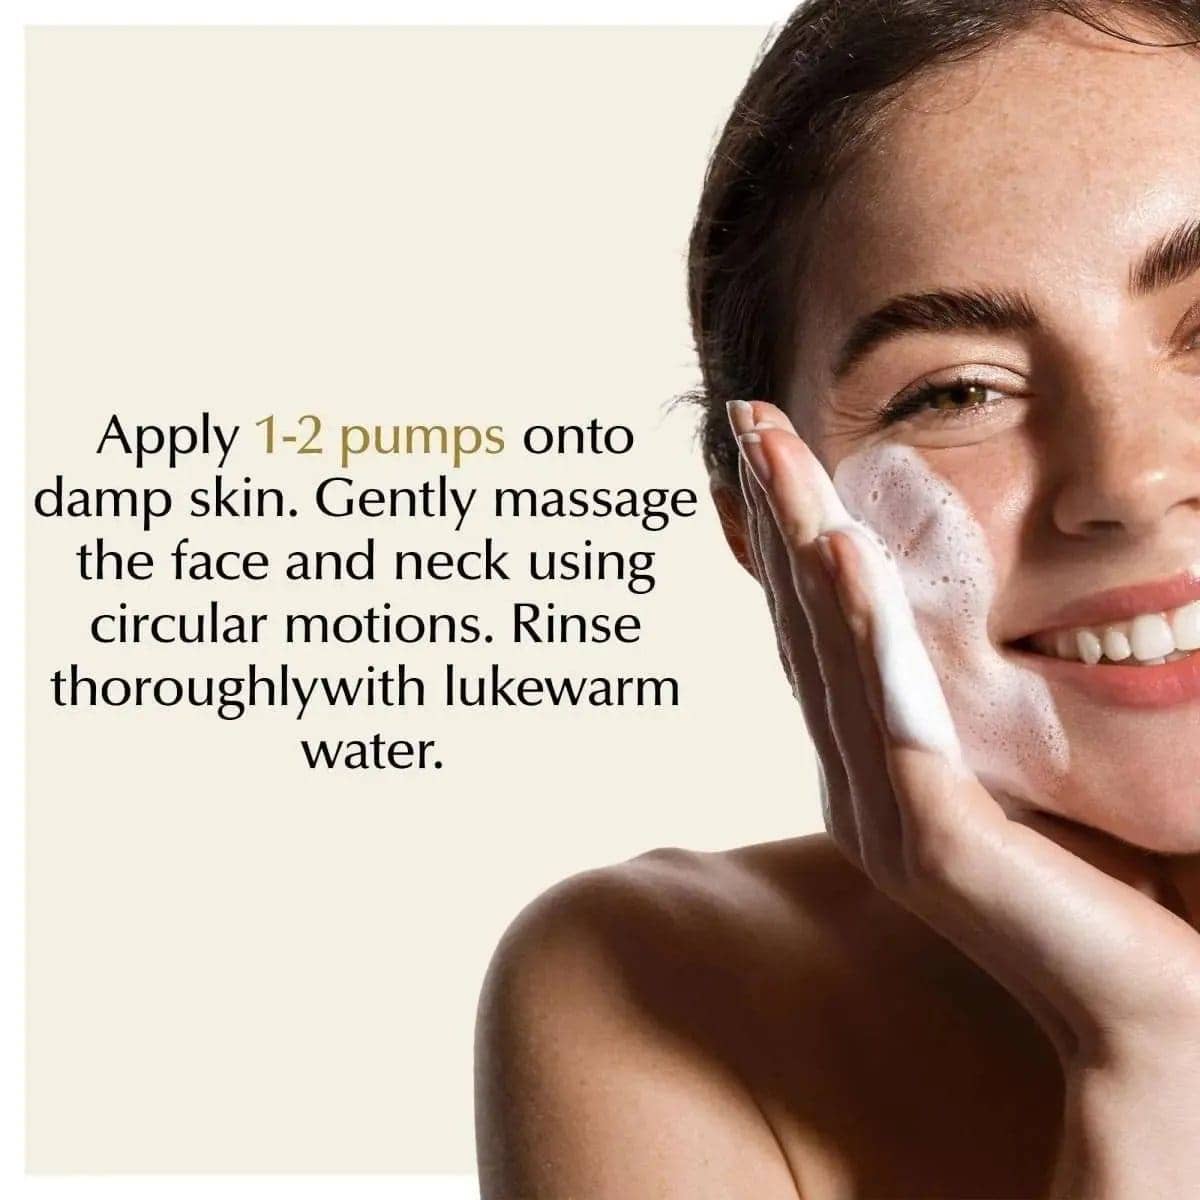 Apply 1-2 pumps onto
damp skin. Gently massage
the face and neck using
circular motions. Rinse
thoroughlywith lukewarm
water.